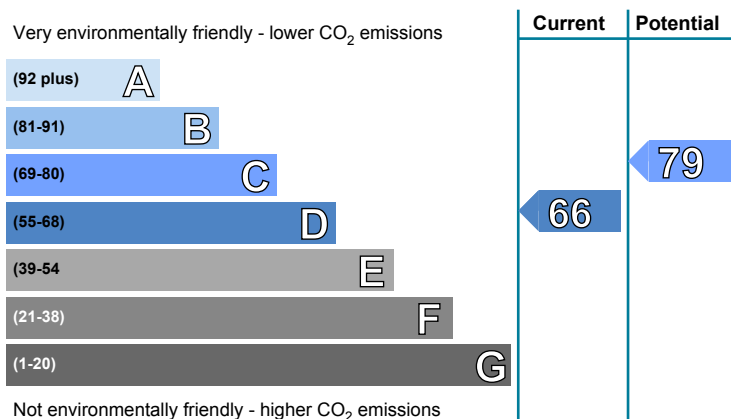 Very environmentally friendly - lower CO2 emissions
Current
Potential
(92 plus) A
(81-91) B
(69-80) C
79
(55-68) D
66
(39-54 E
(21-38) F
(1-20) G
Not environmentally friendly - higher CO2 emissions